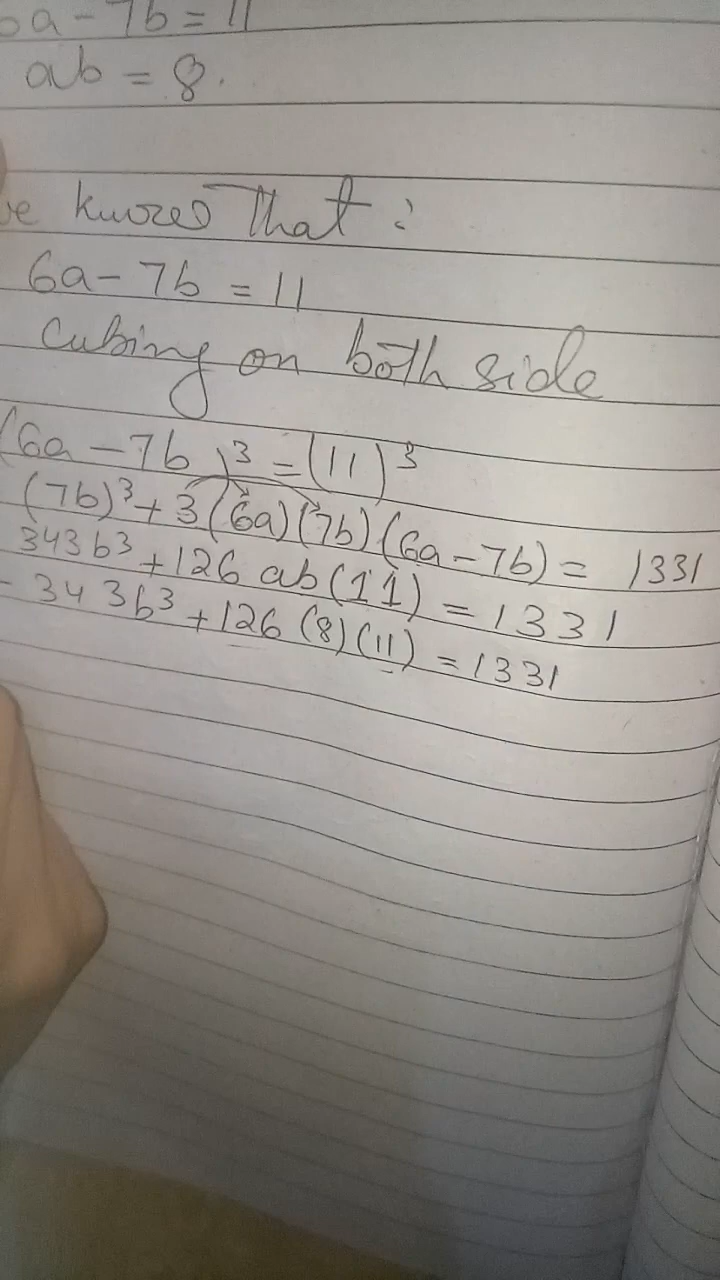 6a - 7b = 11
ab = 8.
that :
6a - 7b = 11
Cubing on both side
(6a - 7b)³ = (11)³
(7b)³ + 3(6a)(7b)(6a - 7b) = 1331
343b³ + 126 ab(11) = 1331
- 343b³ + 126 (8)(11) = 1331